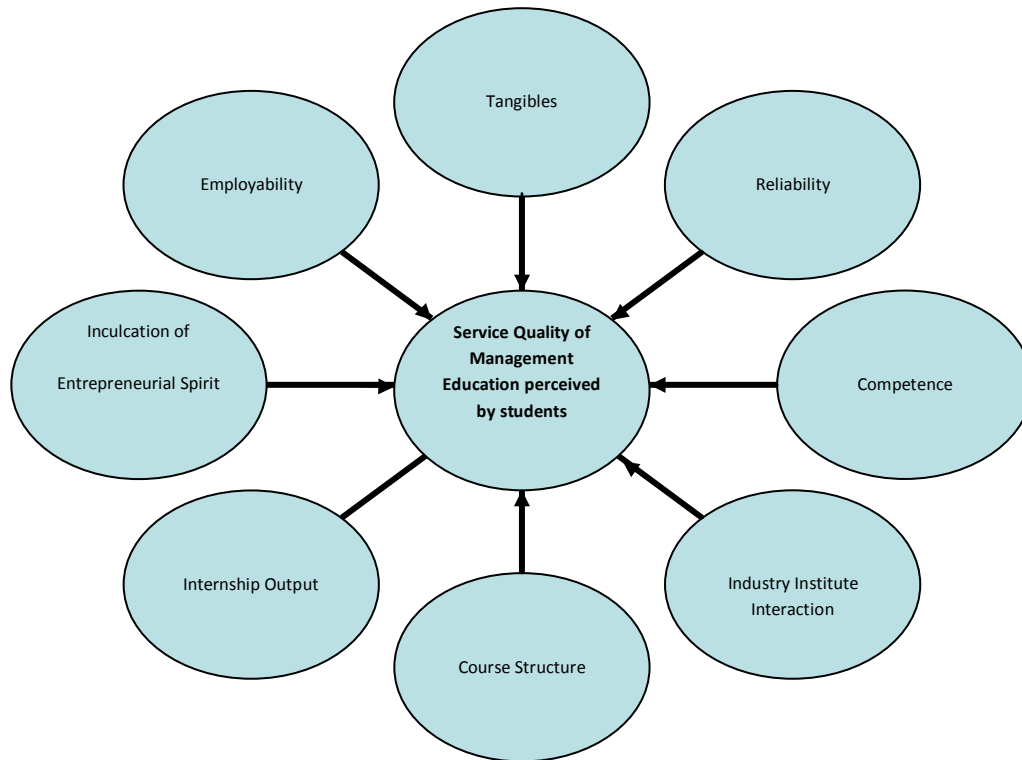 Tangibles
Employability
Reliability
Inculcation of
Entrepreneurial Spirit
Service Quality of
Management
Education perceived
by students
Competence
Internship Output
Industry Institute
Interaction
Course Structure